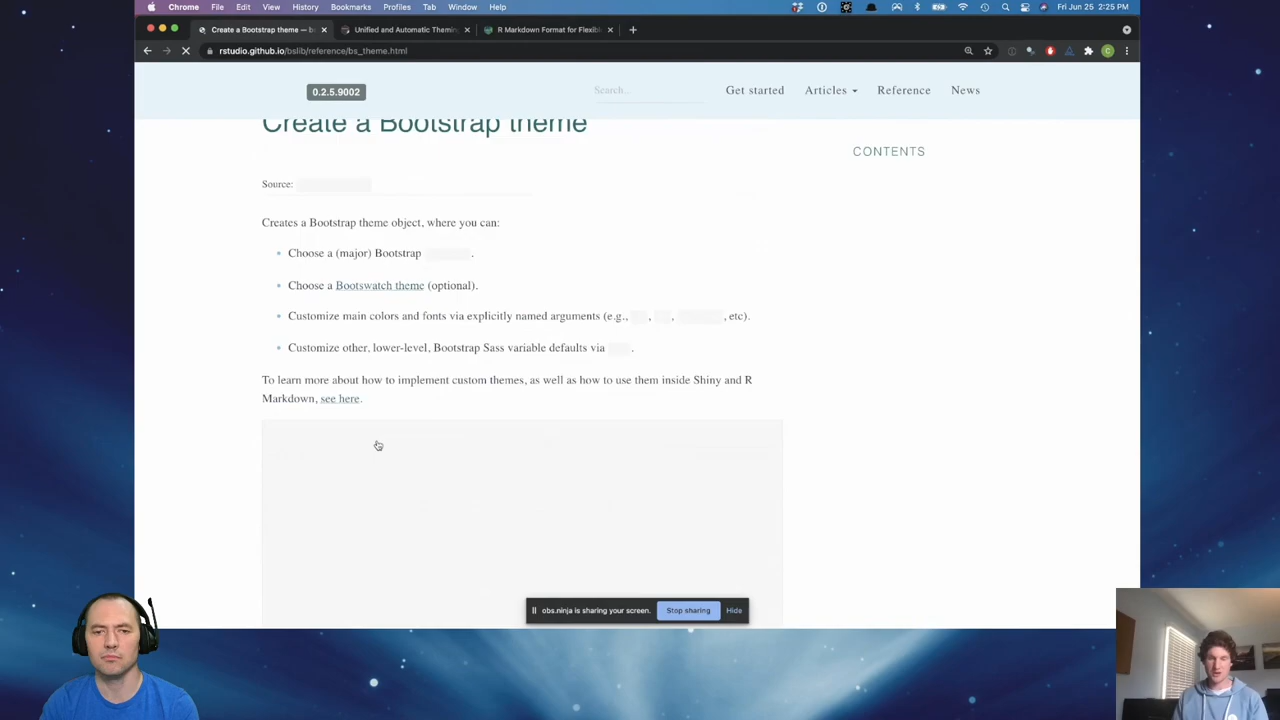 Chrome File Edit View History Bookmarks Profiles Tab Window Help Fri Jun 25 2:25 PM
Create a Bootstrap theme — b Unified and Automatic Theming R Markdown Format for Flexible
rstudio.github.io/bslib/reference/bs_theme.html
0.2.5.9002 Search... Get started Articles Reference News
Create a Bootstrap theme
CONTENTS
Source:
Creates a Bootstrap theme object, where you can:
Choose a (major) Bootstrap .
Choose a Bootswatch theme (optional).
Customize main colors and fonts via explicitly named arguments (e.g., , , , etc).
Customize other, lower-level, Bootstrap Sass variable defaults via .
To learn more about how to implement custom themes, as well as how to use them inside Shiny and R
Markdown, see here.
obs.ninja is sharing your screen. Stop sharing Hide